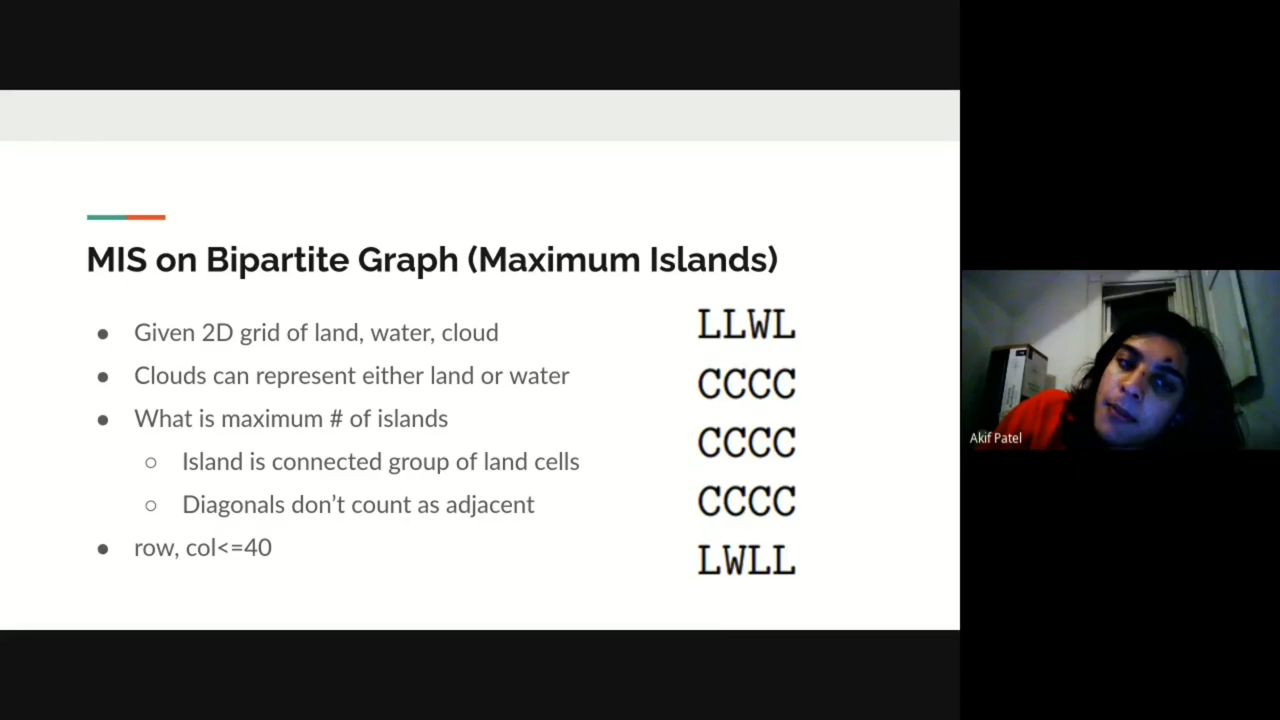 MIS on Bipartite Graph (Maximum Islands)
● Given 2D grid of land, water, cloud
● Clouds can represent either land or water
● What is maximum # of islands
○ Island is connected group of land cells
○ Diagonals don’t count as adjacent
● row, col<=40
LLWL
CCCC
CCCC
CCCC
LWLL
Akif Patel